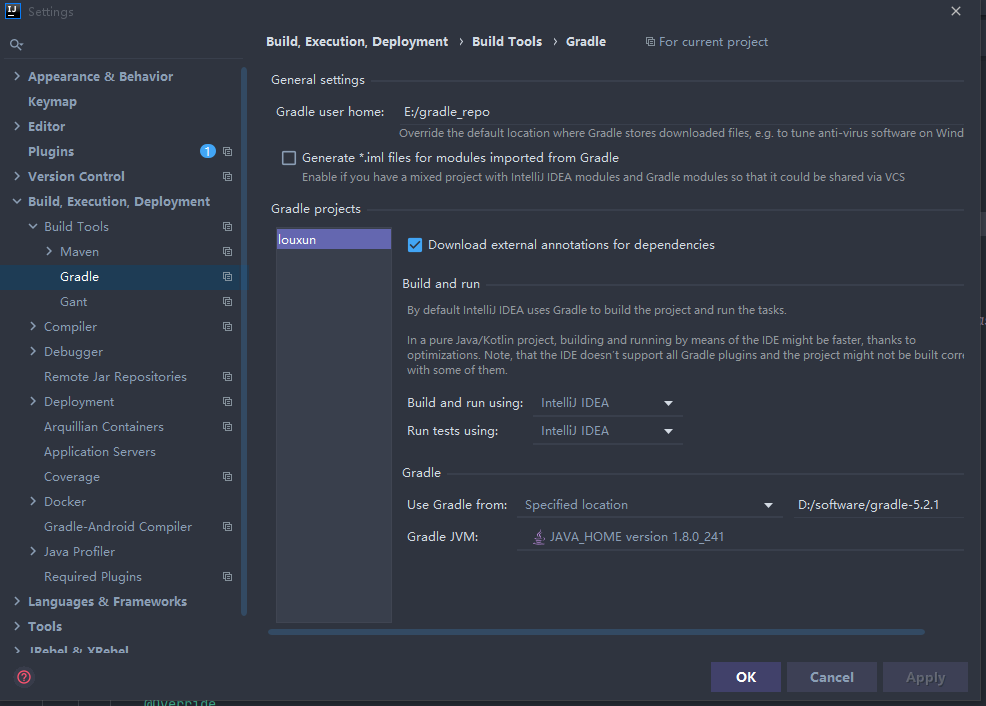 Settings
Build, Execution, Deployment › Build Tools › Gradle
For current project
Appearance & Behavior
Keymap
Editor
Plugins
1
Version Control
Build, Execution, Deployment
Build Tools
Maven
Gradle
Gant
Compiler
Debugger
Remote Jar Repositories
Deployment
Arquillian Containers
Application Servers
Coverage
Docker
Gradle-Android Compiler
Java Profiler
Required Plugins
Languages & Frameworks
Tools
JRebel & XRebel
General settings
Gradle user home: E:/gradle_repo
Override the default location where Gradle stores downloaded files, e.g. to tune anti-virus software on Wind
Generate *.iml files for modules imported from Gradle
Enable if you have a mixed project with IntelliJ IDEA modules and Gradle modules so that it could be shared via VCS
Gradle projects
louxun
Download external annotations for dependencies
Build and run
By default IntelliJ IDEA uses Gradle to build the project and run the tasks.
In a pure Java/Kotlin project, building and running by means of the IDE might be faster, thanks to
optimizations. Note, that the IDE doesn't support all Gradle plugins and the project might not be built corre
with some of them.
Build and run using: IntelliJ IDEA
Run tests using: IntelliJ IDEA
Gradle
Use Gradle from: Specified location D:/software/gradle-5.2.1
Gradle JVM: JAVA_HOME version 1.8.0_241
?
OK
Cancel
Apply
@Override